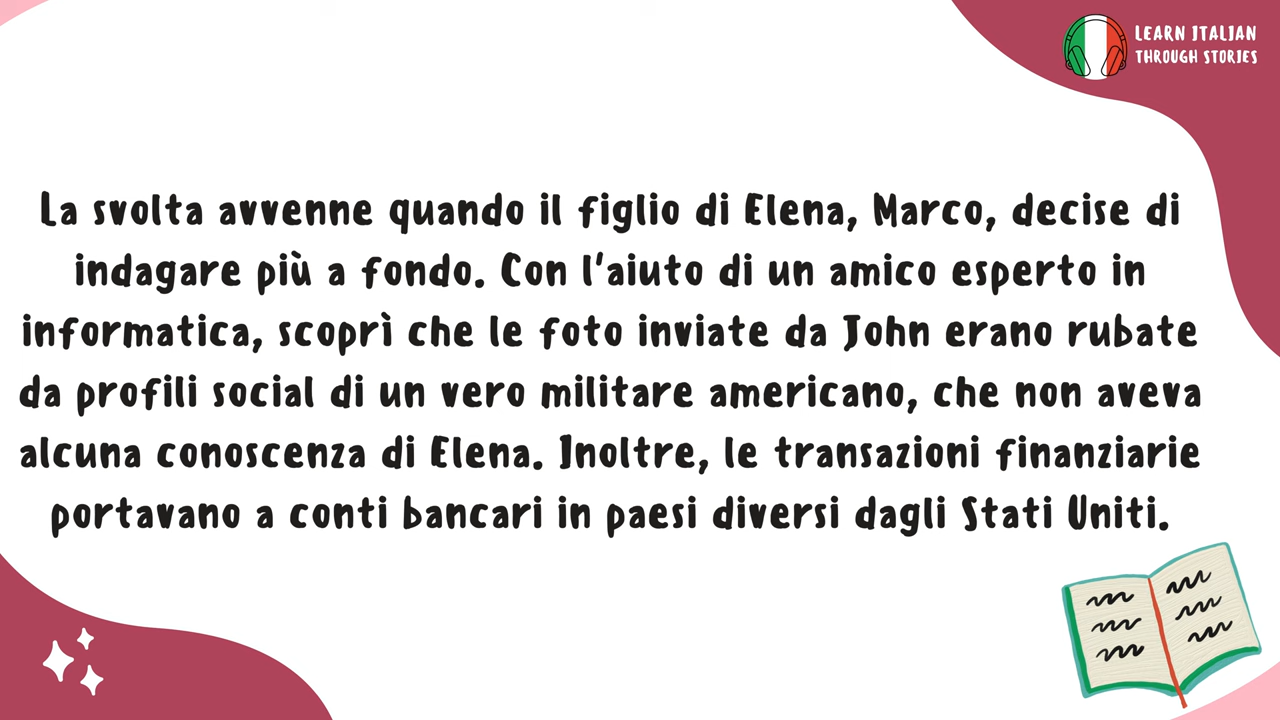 LEARN ITALIAN
THROUGH STORIES
La svolta avvenne quando il figlio di Elena, Marco, decise di
indagare più a fondo. Con l'aiuto di un amico esperto in
informatica, scoprì che le foto inviate da John erano rubate
da profili social di un vero militare americano, che non aveva
alcuna conoscenza di Elena. Inoltre, le transazioni finanziarie
portavano a conti bancari in paesi diversi dagli Stati Uniti.